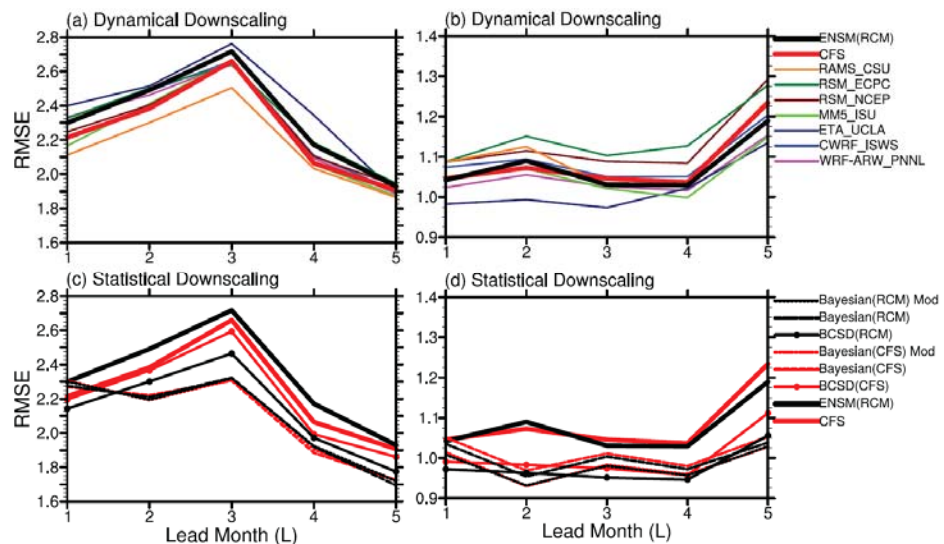 (a) Dynamical Downscaling
(b) Dynamical Downscaling
RMSE
2.8
2.6
2.4
2.2
2.0
1.8
1.6
1 2 3 4 5
1.4
1.3
1.2
1.1
1.0
0.9
1 2 3 4 5
ENSM(RCM)
CFS
RAMS_CSU
RSM_ECPC
RSM_NCEP
MM5_ISU
ETA_UCLA
CWRF_ISWS
WRF-ARW_PNNL
(c) Statistical Downscaling
(d) Statistical Downscaling
RMSE
2.8
2.6
2.4
2.2
2.0
1.8
1.6
1 2 3 4 5
Lead Month (L)
1.4
1.3
1.2
1.1
1.0
0.9
1 2 3 4 5
Lead Month (L)
Bayesian(RCM) Mod
Bayesian(RCM)
BCSD(RCM)
Bayesian(CFS) Mod
Bayesian(CFS)
BCSD(CFS)
ENSM(RCM)
CFS